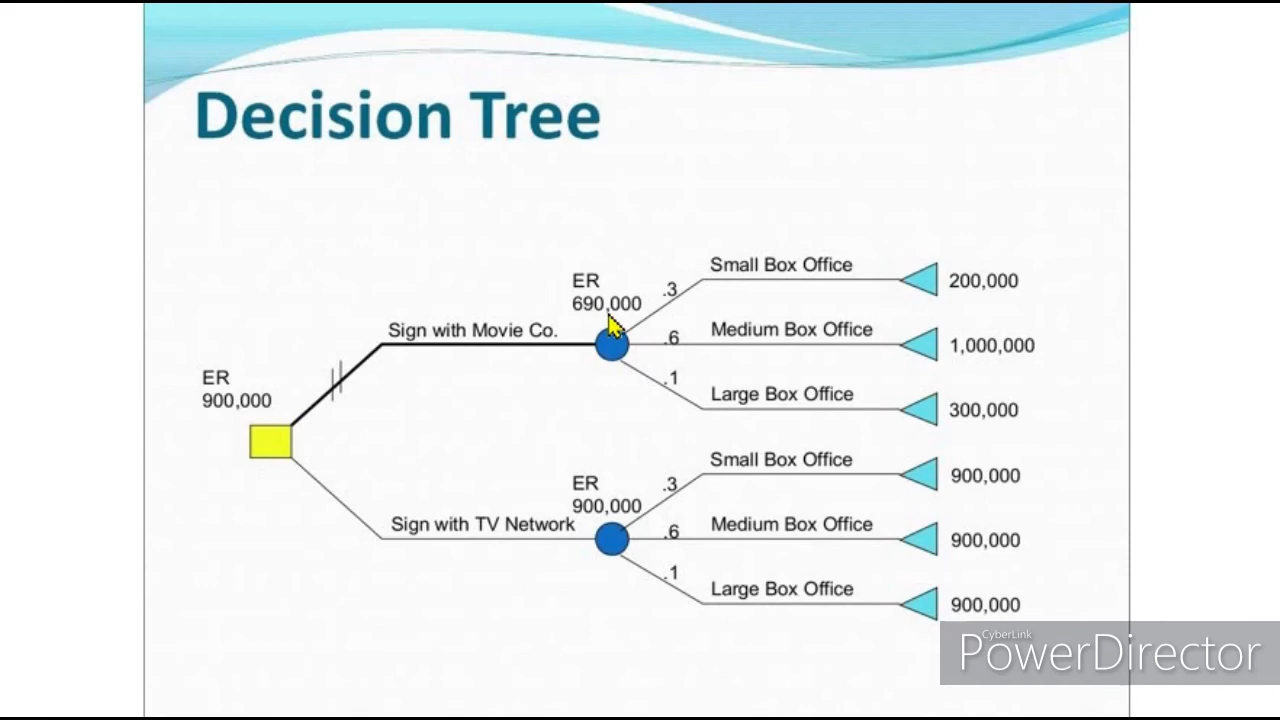 Decision Tree
Small Box Office
200,000
ER
690,000
.3
Sign with Movie Co.
.6
Medium Box Office
1,000,000
.1
Large Box Office
300,000
ER
900,000
Small Box Office
900,000
ER
900,000
.3
Sign with TV Network
.6
Medium Box Office
900,000
.1
Large Box Office
900,000
CyberLink
PowerDirector